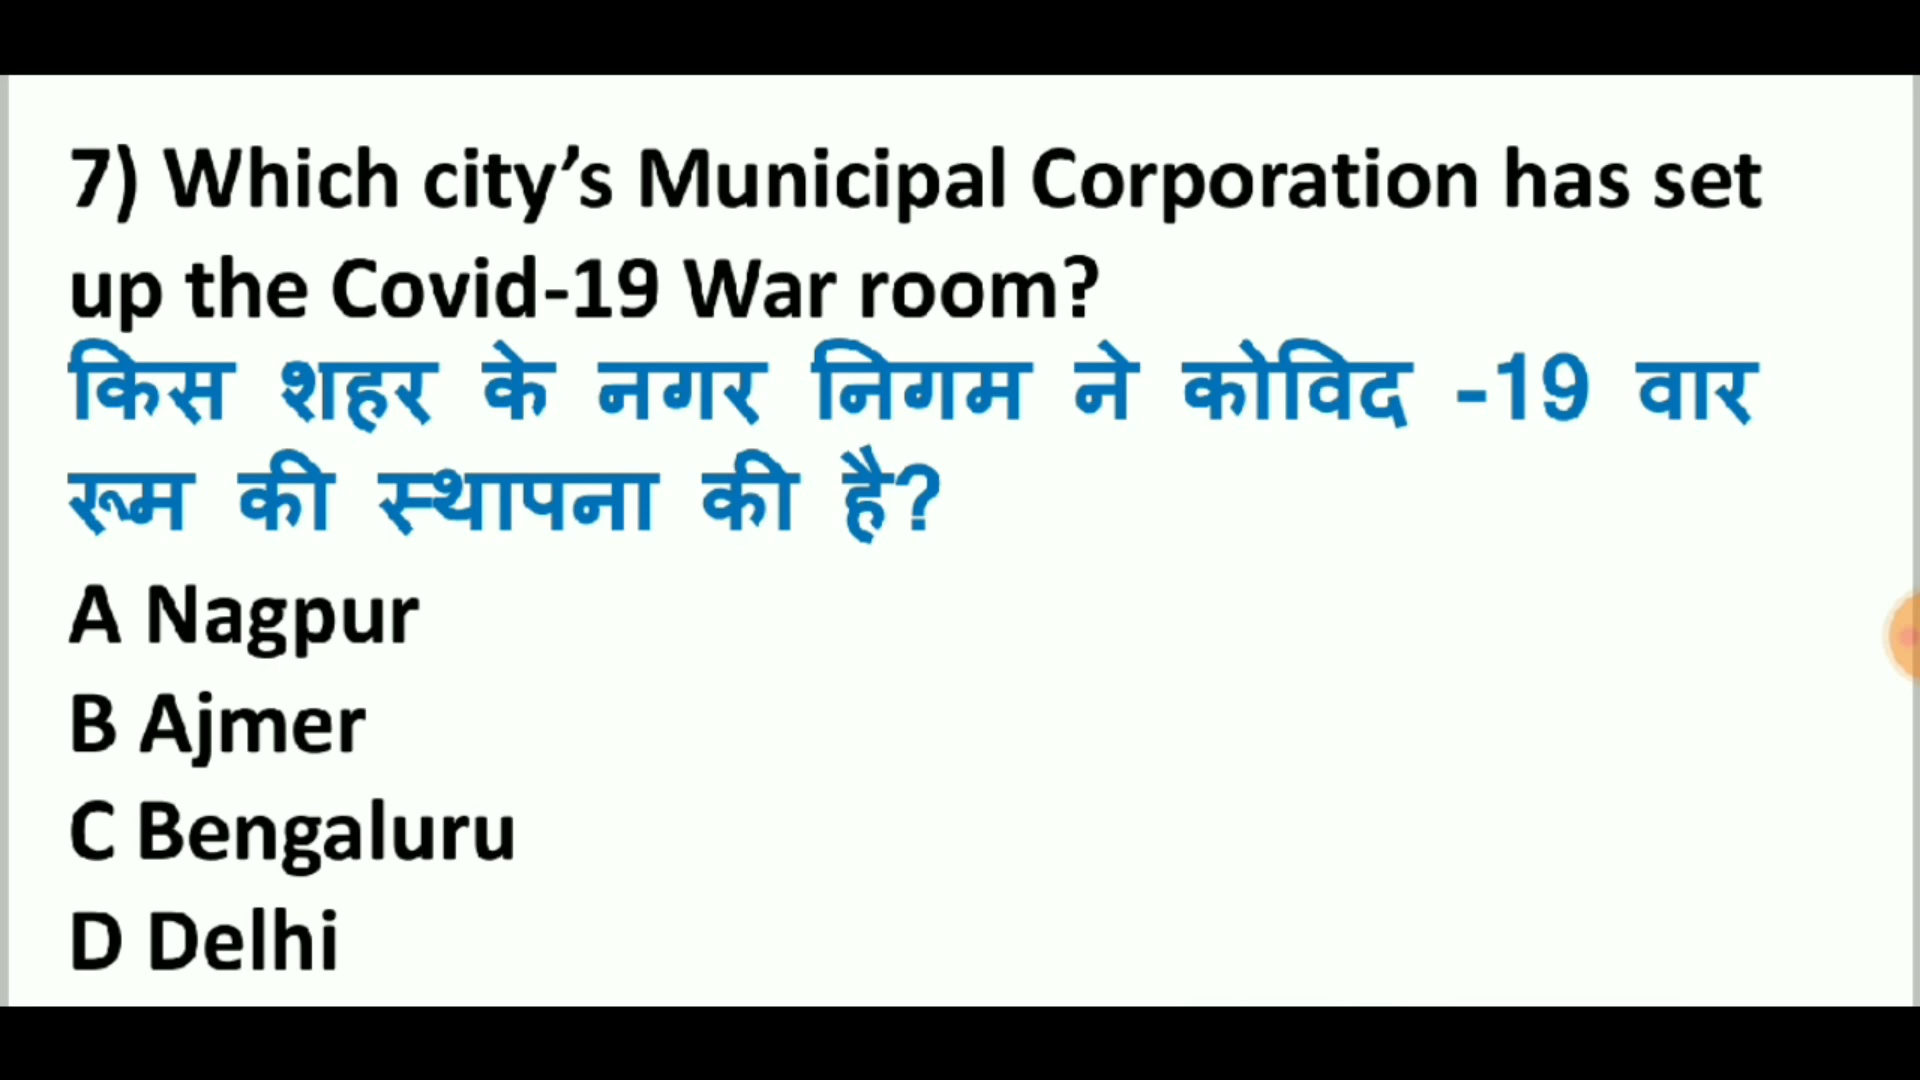 7) Which city’s Municipal Corporation has set
up the Covid-19 War room?
किस शहर के नगर निगम ने कोविद -19 वार
रूम की स्थापना की है?
A Nagpur
B Ajmer
C Bengaluru
D Delhi